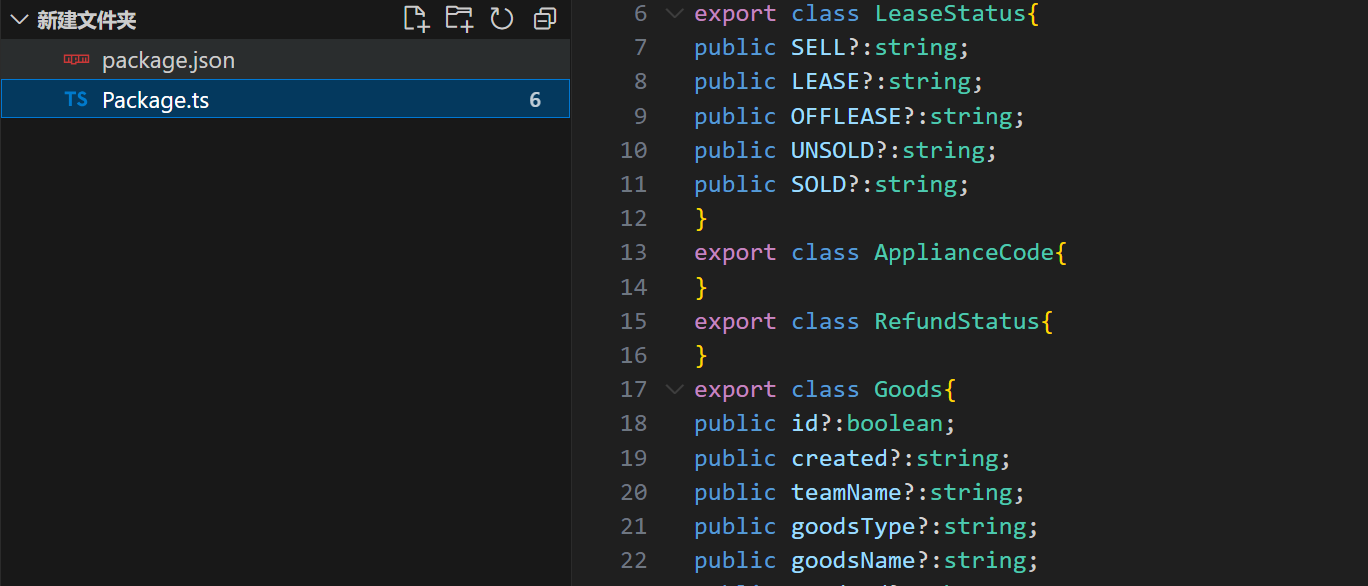 新建文件夹
package.json
TS Package.ts 6
6 export class LeaseStatus{
7 public SELL?:string;
8 public LEASE?:string;
9 public OFFLEASE?:string;
10 public UNSOLD?:string;
11 public SOLD?:string;
12 }
13 export class ApplianceCode{
14 }
15 export class RefundStatus{
16 }
17 export class Goods{
18 public id?:boolean;
19 public created?:string;
20 public teamName?:string;
21 public goodsType?:string;
22 public goodsName?:string;